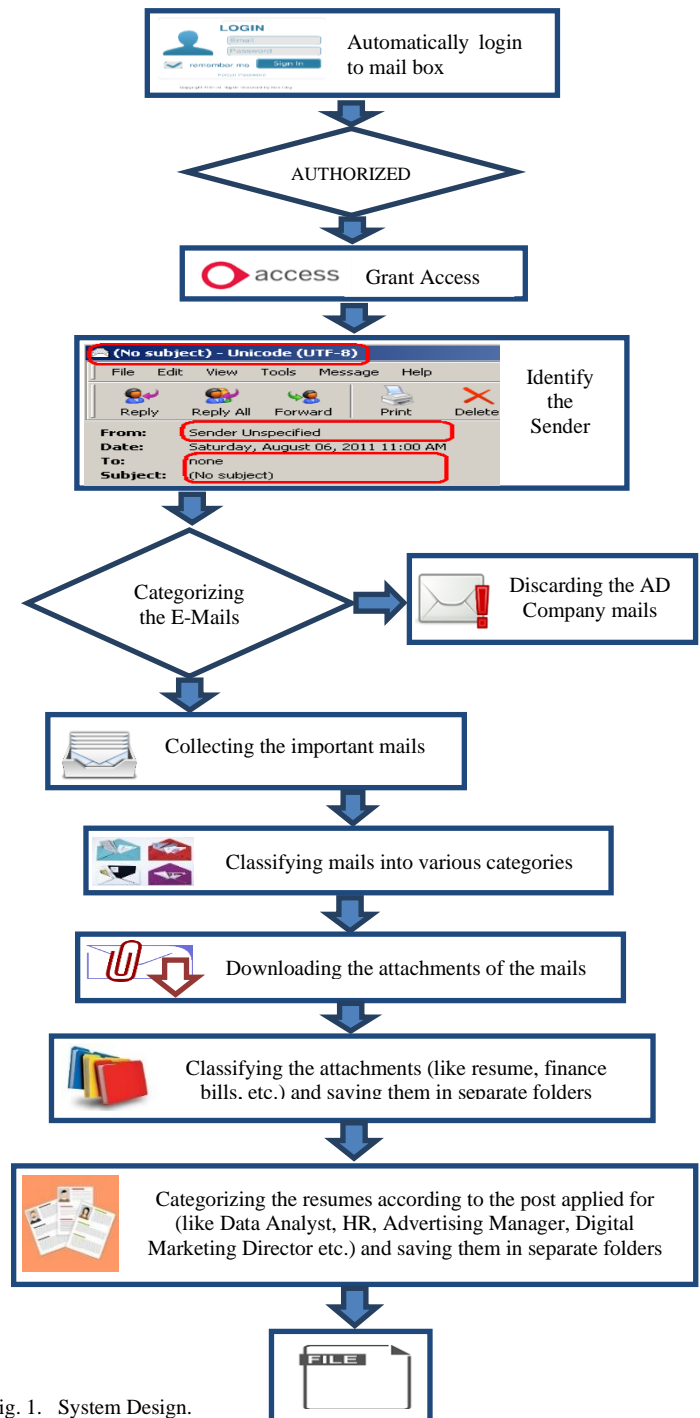 LOGIN
Email
Password
remember me Sign In
Automatically login
to mail box
AUTHORIZED
access Grant Access
(No subject) - Unicode (UTF-8)
File Edit View Tools Message Help
Reply Reply All Forward Print Delete
From: Sender Unspecified
Date: Saturday, August 06, 2011 11:00 AM
To: none
Subject: (No subject)
Identify
the
Sender
Categorizing
the E-Mails
Discarding the AD
Company mails
Collecting the important mails
Classifying mails into various categories
Downloading the attachments of the mails
Classifying the attachments (like resume, finance
bills, etc.) and saving them in separate folders
Categorizing the resumes according to the post applied for
(like Data Analyst, HR, Advertising Manager, Digital
Marketing Director etc.) and saving them in separate folders
FILE
ig. 1. System Design.